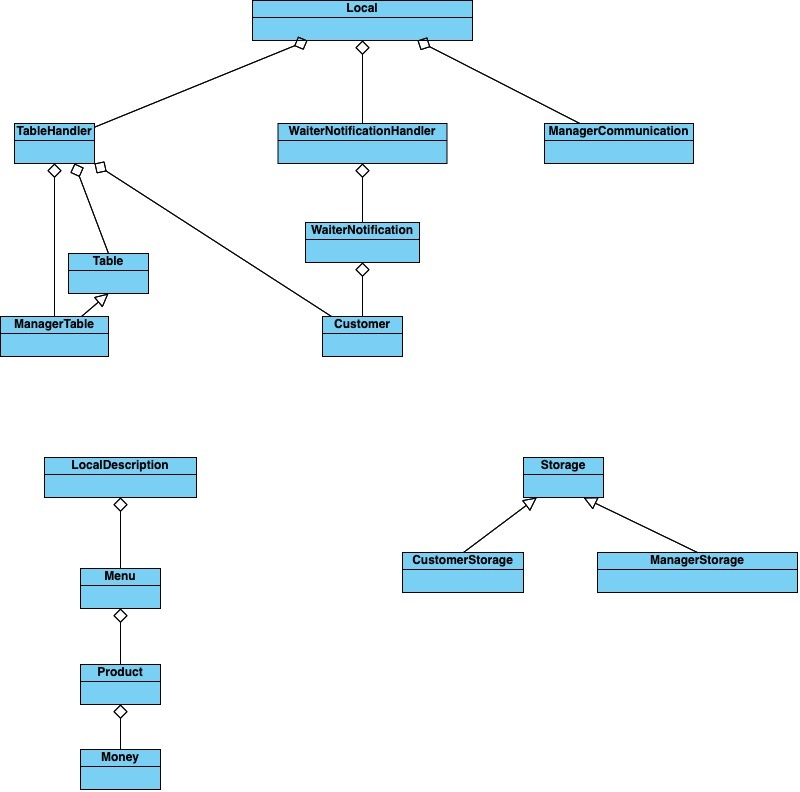 Local
TableHandler
WaiterNotificationHandler
ManagerCommunication
WaiterNotification
Table
ManagerTable
Customer
LocalDescription
Storage
CustomerStorage
ManagerStorage
Menu
Product
Money